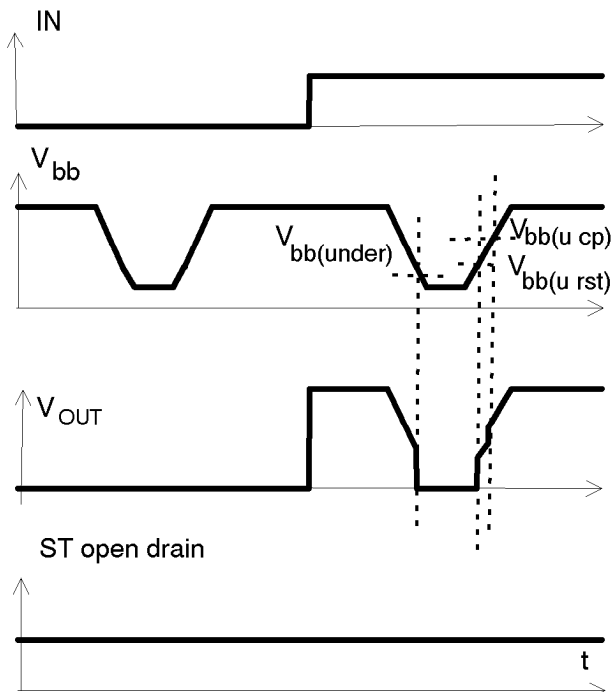 IN
Vbb
Vbb(under)
Vbb(u cp)
Vbb(u rst)
VOUT
ST open drain
t